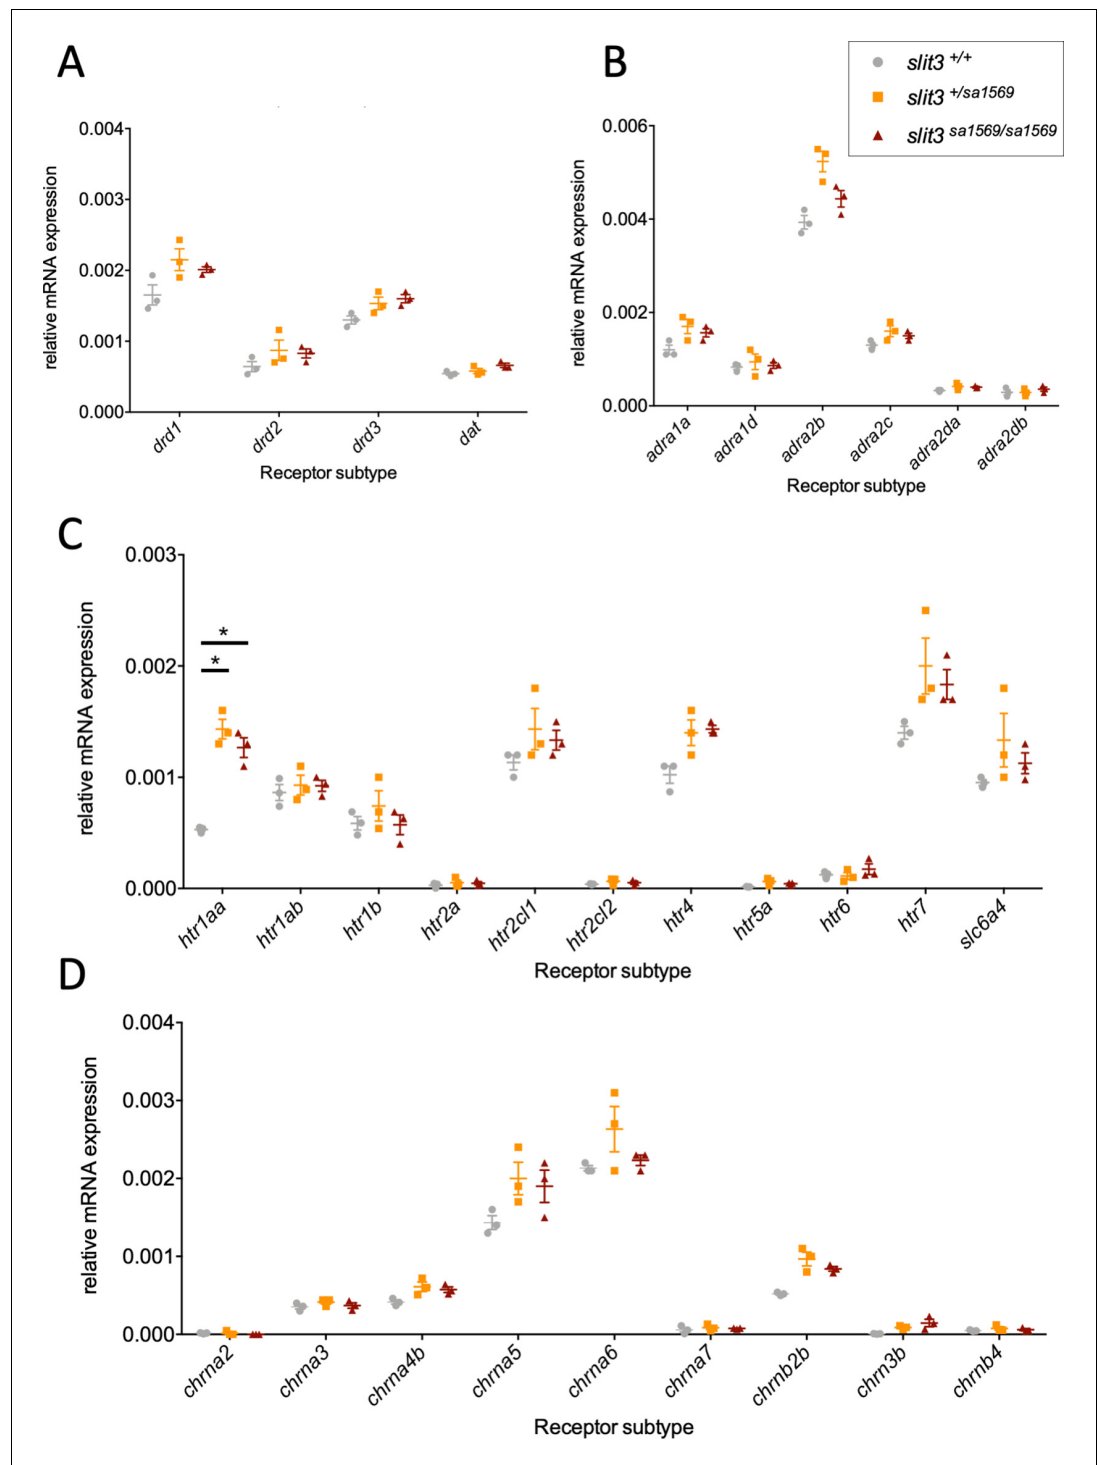 A
0.004
0.003
0.002
0.001
0.000
relative mRNA expression
drd1
drd2
drd3
dat
Receptor subtype
B
slit3 +/+
slit3 +/sa1569
slit3 sa1569/sa1569
0.006
0.004
0.002
0.000
relative mRNA expression
adra1a
adra1d
adra2b
adra2c
adra2da
adra2db
Receptor subtype
C
0.003
0.002
0.001
0.000
relative mRNA expression
*
*
htr1aa
htr1ab
htr1b
htr2a
htr2cl1
htr2cl2
htr4
htr5a
htr6
htr7
slc6a4
Receptor subtype
D
0.004
0.003
0.002
0.001
0.000
relative mRNA expression
chrna2
chrna3
chrna4b
chrna5
chrna6
chrna7
chrnb2b
chrn3b
chrnb4
Receptor subtype